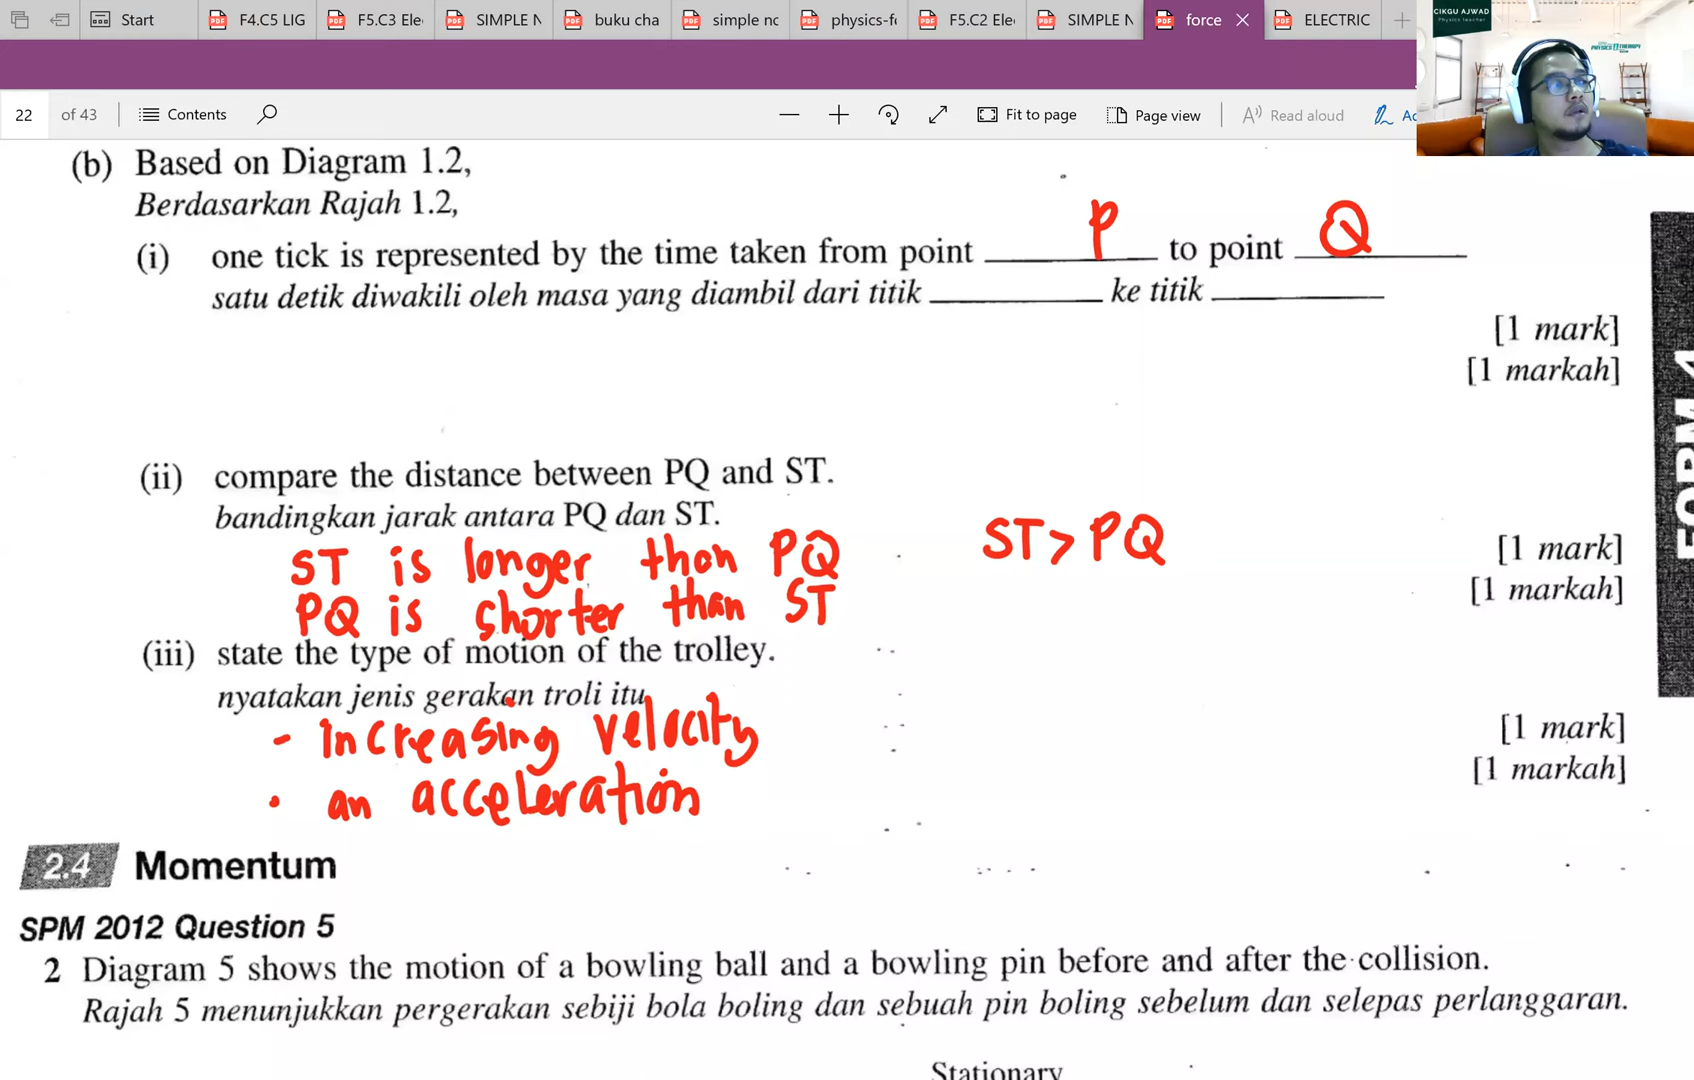 Start
F4.C5 LIG
F5.C3 Ele
SIMPLE N
buku cha
simple nc
physics-f
F5.C2 Ele
SIMPLE N
force
ELECTRIC
CIKGU AJWAD
Physics teacher
22 of 43
Contents
Fit to page
Page view
Read aloud
(b) Based on Diagram 1.2,
Berdasarkan Rajah 1.2,
(i) one tick is represented by the time taken from point P to point Q
satu detik diwakili oleh masa yang diambil dari titik ________ ke titik ________
[1 mark]
[1 markah]
(ii) compare the distance between PQ and ST.
bandingkan jarak antara PQ dan ST.
ST is longer than PQ
ST > PQ
[1 mark]
PQ is shorter than ST
[1 markah]
(iii) state the type of motion of the trolley.
nyatakan jenis gerakan troli itu
- increasing velocity
[1 mark]
• an acceleration
[1 markah]
2.4 Momentum
SPM 2012 Question 5
2 Diagram 5 shows the motion of a bowling ball and a bowling pin before and after the collision.
Rajah 5 menunjukkan pergerakan sebiji bola boling dan sebuah pin boling sebelum dan selepas perlanggaran.
Stationary